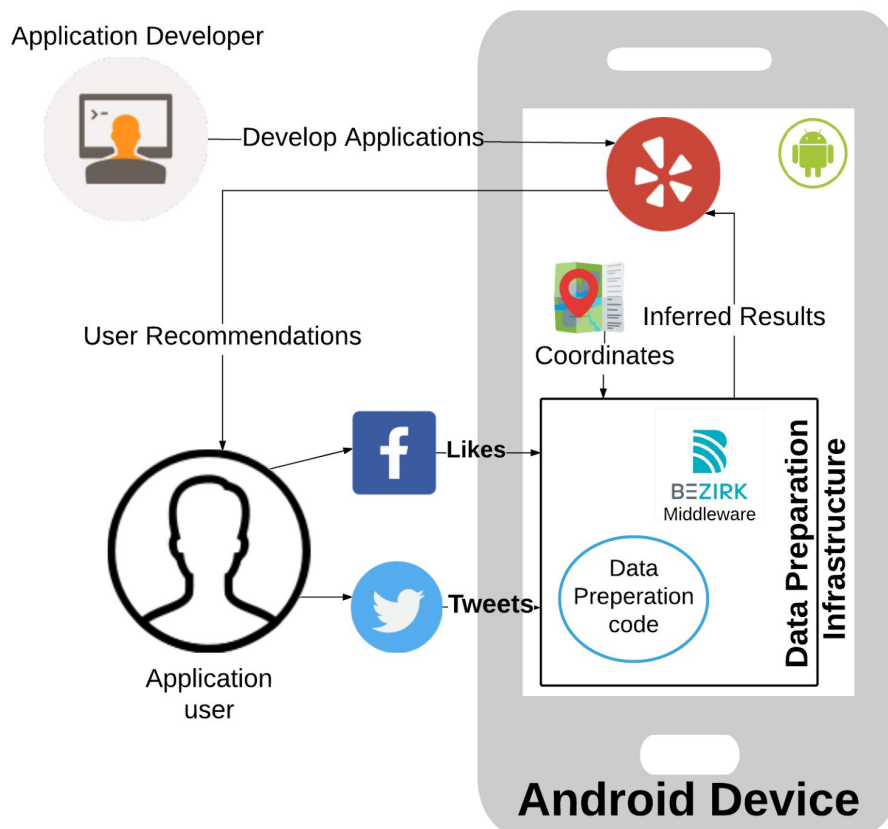 Application Developer
>-
Develop Applications
User Recommendations
Coordinates
Inferred Results
f
Likes
BEZIRK
Middleware
Data Preparation
Infrastructure
Data
Preperation
code
Tweets
Application
user
Android Device